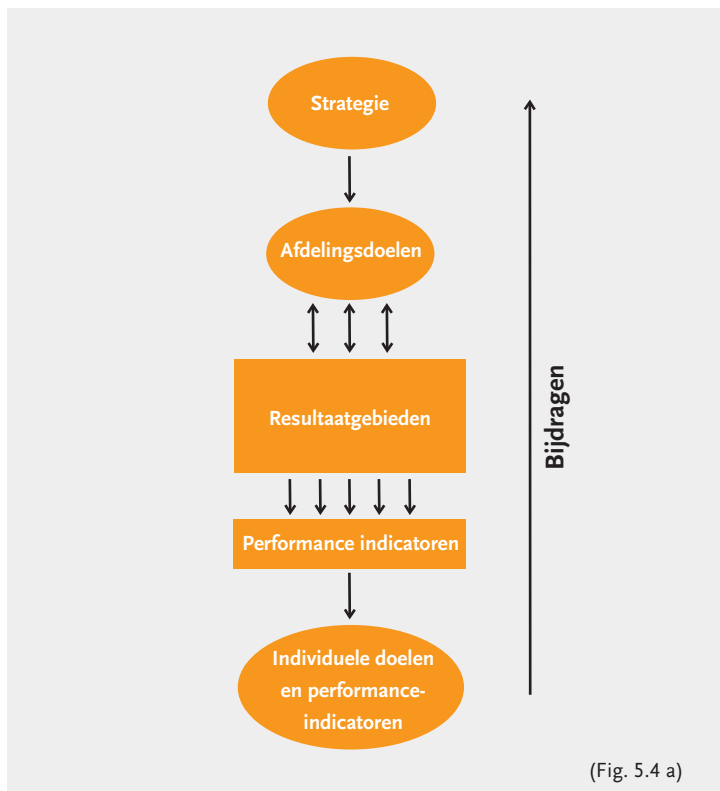 Strategie
Afdelingsdoelen
Resultaatgebieden
Performance indicatoren
Individuele doelen
en performance-
indicatoren
Bijdragen
(Fig. 5.4 a)